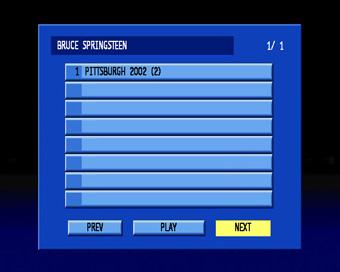 BRUCE SPRINGSTEEN 1/ 1
1 PITTSBURGH 2002 (2)
PREV PLAY NEXT